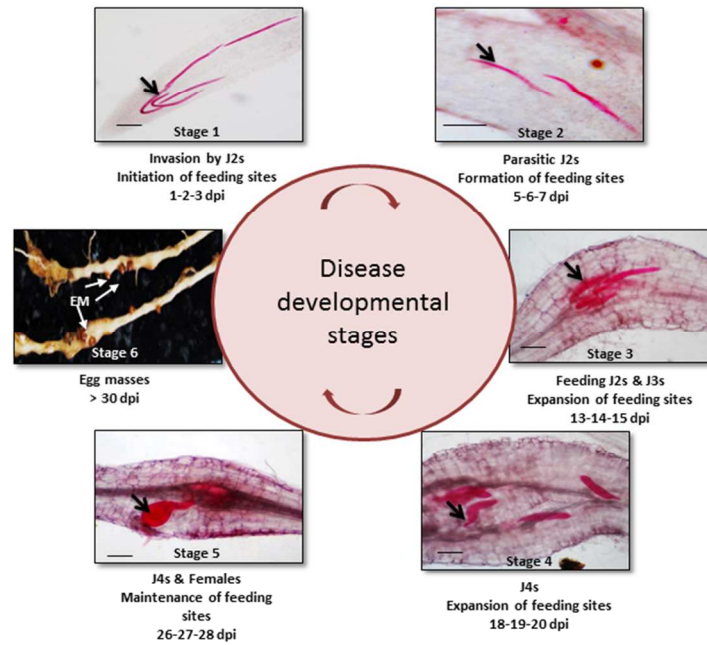 Stage 1
Invasion by J2s
Initiation of feeding sites
1-2-3 dpi
Stage 2
Parasitic J2s
Formation of feeding sites
5-6-7 dpi
Disease
developmental
stages
Stage 3
Feeding J2s & J3s
Expansion of feeding sites
13-14-15 dpi
Stage 4
J4s
Expansion of feeding sites
18-19-20 dpi
Stage 5
J4s & Females
Maintenance of feeding
sites
26-27-28 dpi
EM
Stage 6
Egg masses
> 30 dpi